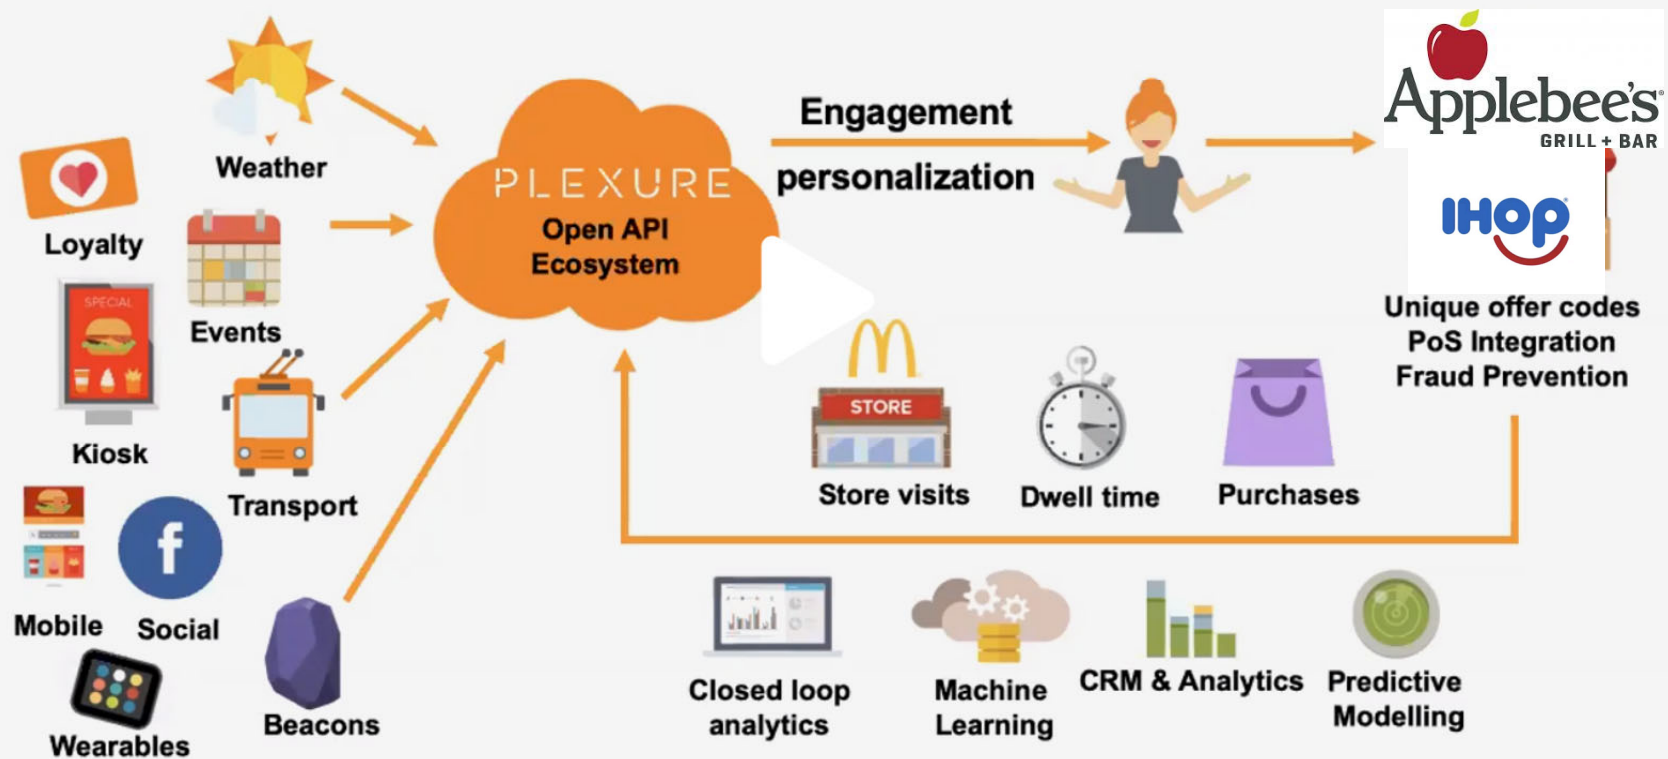 Weather
Loyalty
Events
SPECIAL
Kiosk
Transport
f
Mobile
Social
Wearables
Beacons
PLEXURE
Open API
Ecosystem
Engagement
personalization
Applebee's
GRILL + BAR
IHOP
Unique offer codes
PoS Integration
Fraud Prevention
STORE
Store visits
Dwell time
Purchases
Closed loop
analytics
Machine
Learning
CRM & Analytics
Predictive
Modelling